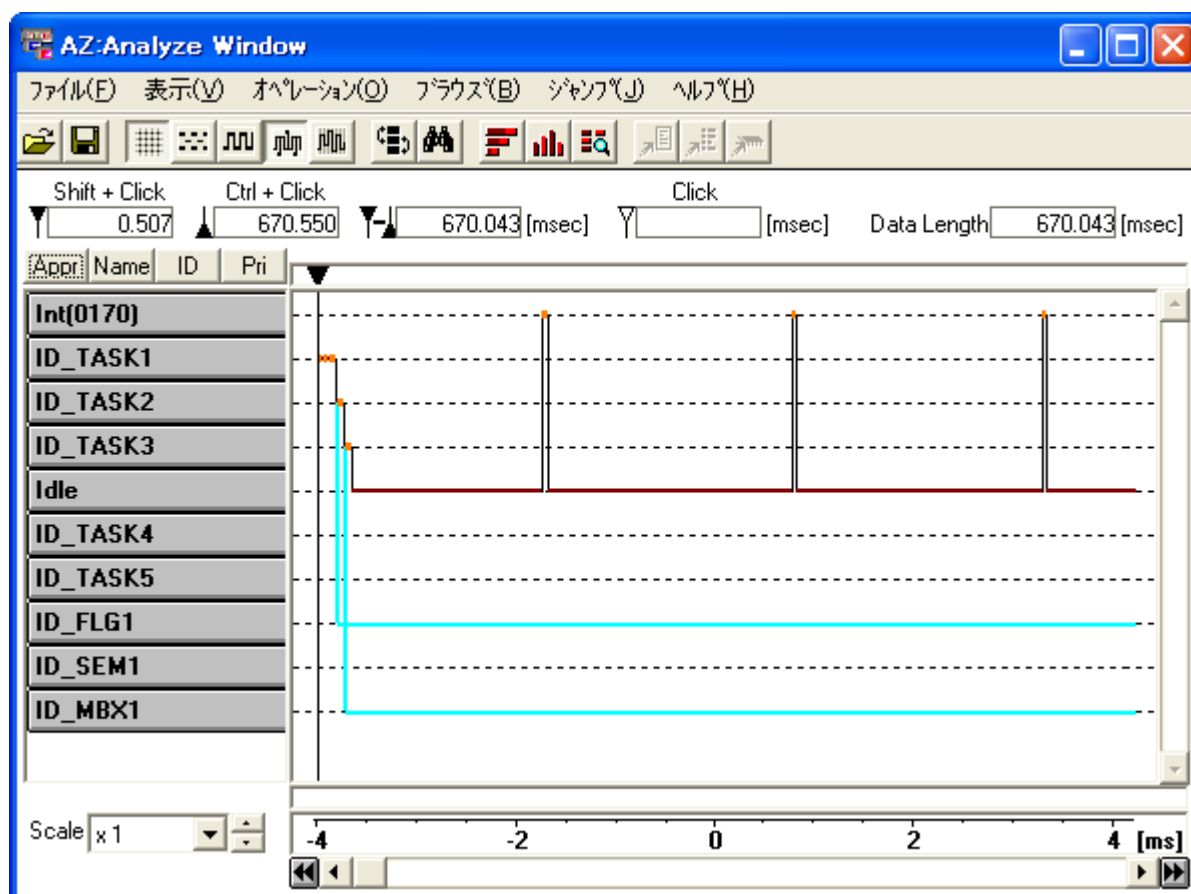 AZ:Analyze Window
ファイル(F) 表示(V) オペレーション(O) ブラウズ(B) ジャンプ(J) ヘルプ(H)
Shift + Click Ctrl + Click Click
0.507 670.550 670.043 [msec] [msec] Data Length 670.043 [msec]
Appr Name ID Pri
Int(0170)
ID_TASK1
ID_TASK2
ID_TASK3
Idle
ID_TASK4
ID_TASK5
ID_FLG1
ID_SEM1
ID_MBX1
Scale x 1
-4 -2 0 2 4 [ms]